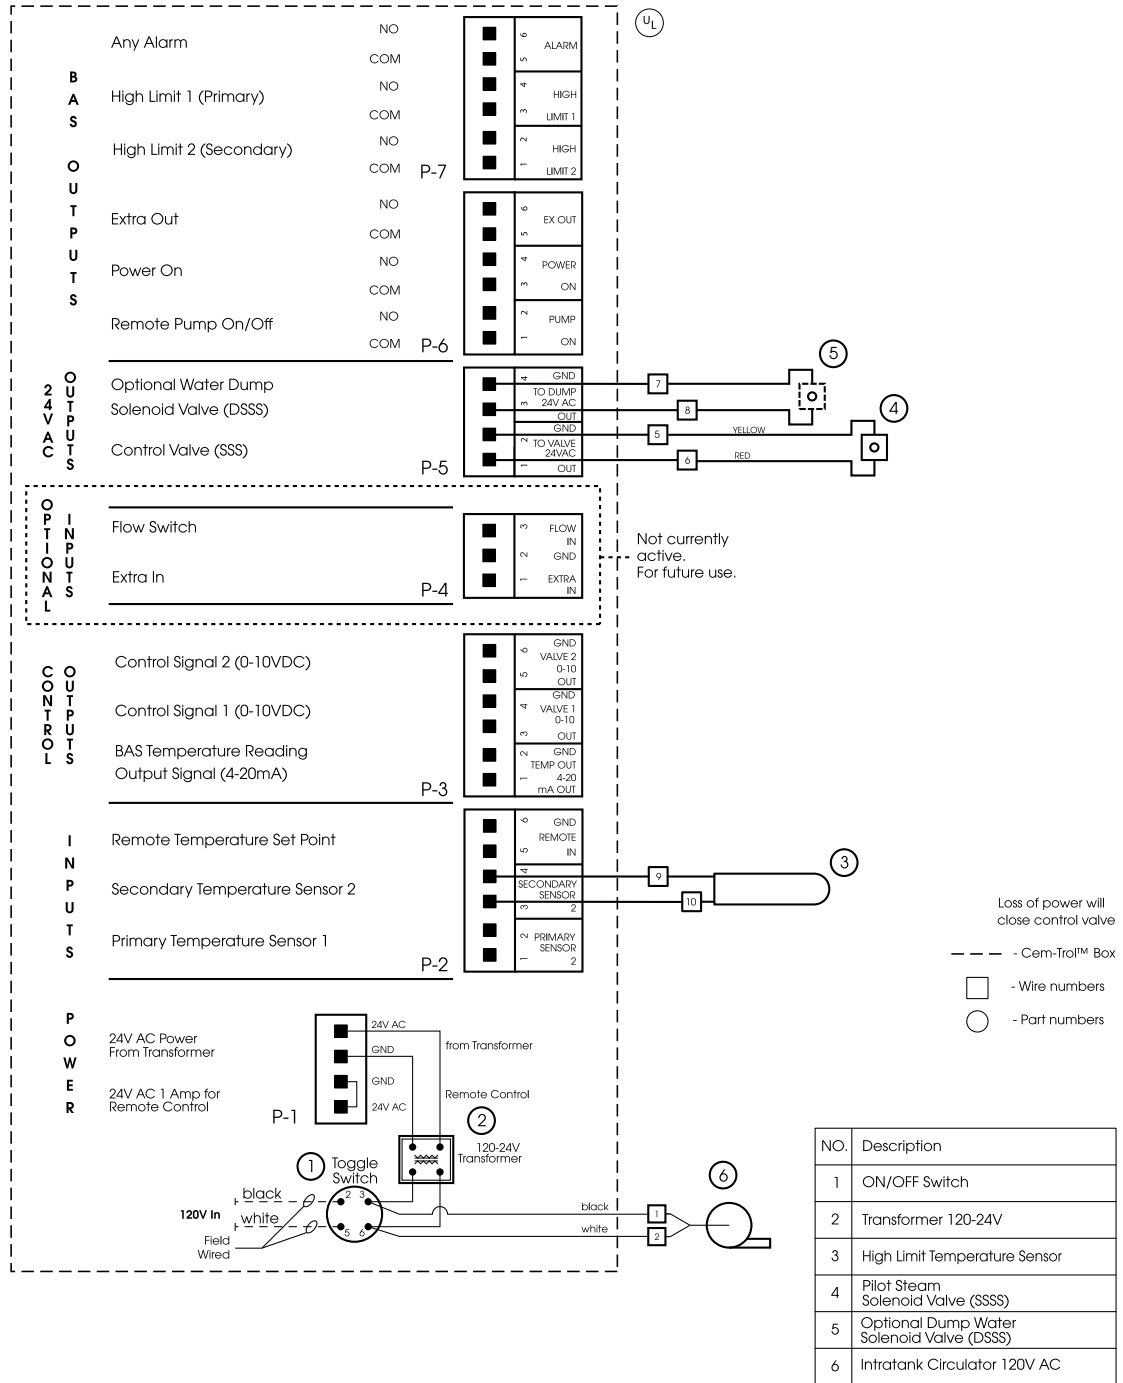 UL
BAS OUTPUTS
Any Alarm
NO
COM
High Limit 1 (Primary)
NO
COM
High Limit 2 (Secondary)
NO
COM
P-7
6
5
ALARM
4
3
HIGH
LIMIT 1
2
1
HIGH
LIMIT 2
Extra Out
NO
COM
Power On
NO
COM
Remote Pump On/Off
NO
COM
P-6
6
5
EX OUT
4
3
POWER
ON
2
1
PUMP
ON
24V AC
OUTPUTS
Optional Water Dump
Solenoid Valve (DSSS)
Control Valve (SSS)
P-5
4
3
GND
TO DUMP
24V AC
OUT
2
1
GND
TO VALVE
24VAC
OUT
7
8
5
YELLOW
6
RED
5
4
OPTIONAL
INPUTS
Flow Switch
Extra In
P-4
3
FLOW
IN
2
GND
1
EXTRA
IN
Not currently
active.
For future use.
CONTROL
OUTPUTS
Control Signal 2 (0-10VDC)
Control Signal 1 (0-10VDC)
BAS Temperature Reading
Output Signal (4-20mA)
P-3
6
5
GND
VALVE 2
0-10
OUT
4
3
GND
VALVE 1
0-10
OUT
2
1
GND
TEMP OUT
4-20
mA OUT
INPUTS
Remote Temperature Set Point
Secondary Temperature Sensor 2
Primary Temperature Sensor 1
P-2
6
5
GND
REMOTE
IN
4
3
SECONDARY
SENSOR
2
2
1
PRIMARY
SENSOR
2
9
10
3
Loss of power will
close control valve
- Cem-Trol™ Box
- Wire numbers
- Part numbers
POWER
24V AC Power
From Transformer
24V AC 1 Amp for
Remote Control
P-1
24V AC
GND
GND
24V AC
from Transformer
Remote Control
2
120-24V
Transformer
1
Toggle
Switch
2 3
5 6
120V In
black
white
Field
Wired
black
1
white
2
6
NO. Description
1 ON/OFF Switch
2 Transformer 120-24V
3 High Limit Temperature Sensor
4 Pilot Steam
Solenoid Valve (SSSS)
5 Optional Dump Water
Solenoid Valve (DSSS)
6 Intratank Circulator 120V AC